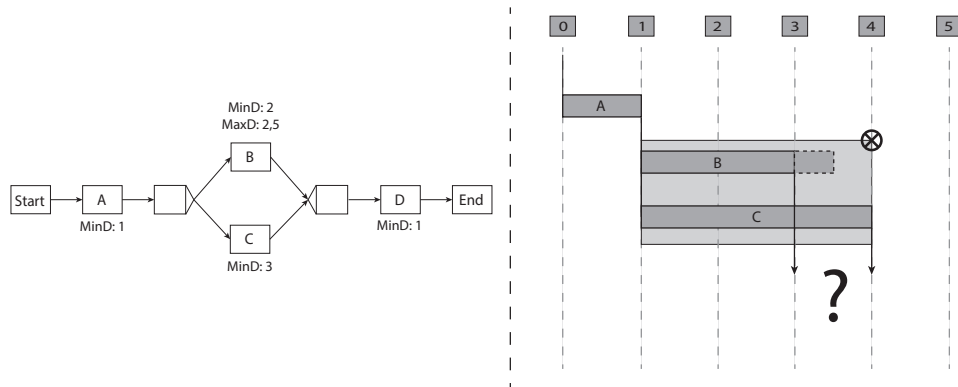 MinD: 2
MaxD: 2,5
B
Start
A
D
End
MinD: 1
MinD: 1
C
MinD: 3
0 1 2 3 4 5
A
B
C
?